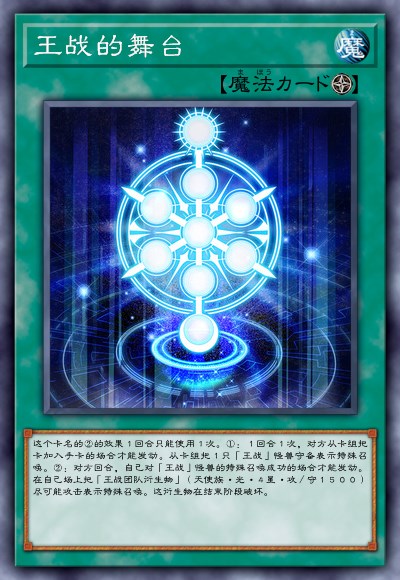 王战的舞台
魔
【魔法カード】
まほう
这个卡名的②的效果1回合只能使用1次。①：1回合1次，对方从卡组把
卡加入手卡的场合才能发动。从卡组把1只「王战」怪兽守备表示特殊召
唤。②：对方回合，自己对「王战」怪兽的特殊召唤成功的场合才能发动。
在自己场上把「王战团队衍生物」（天使族·光·4星·攻／守1500）
尽可能攻击表示特殊召唤。这衍生物在结束阶段破坏。